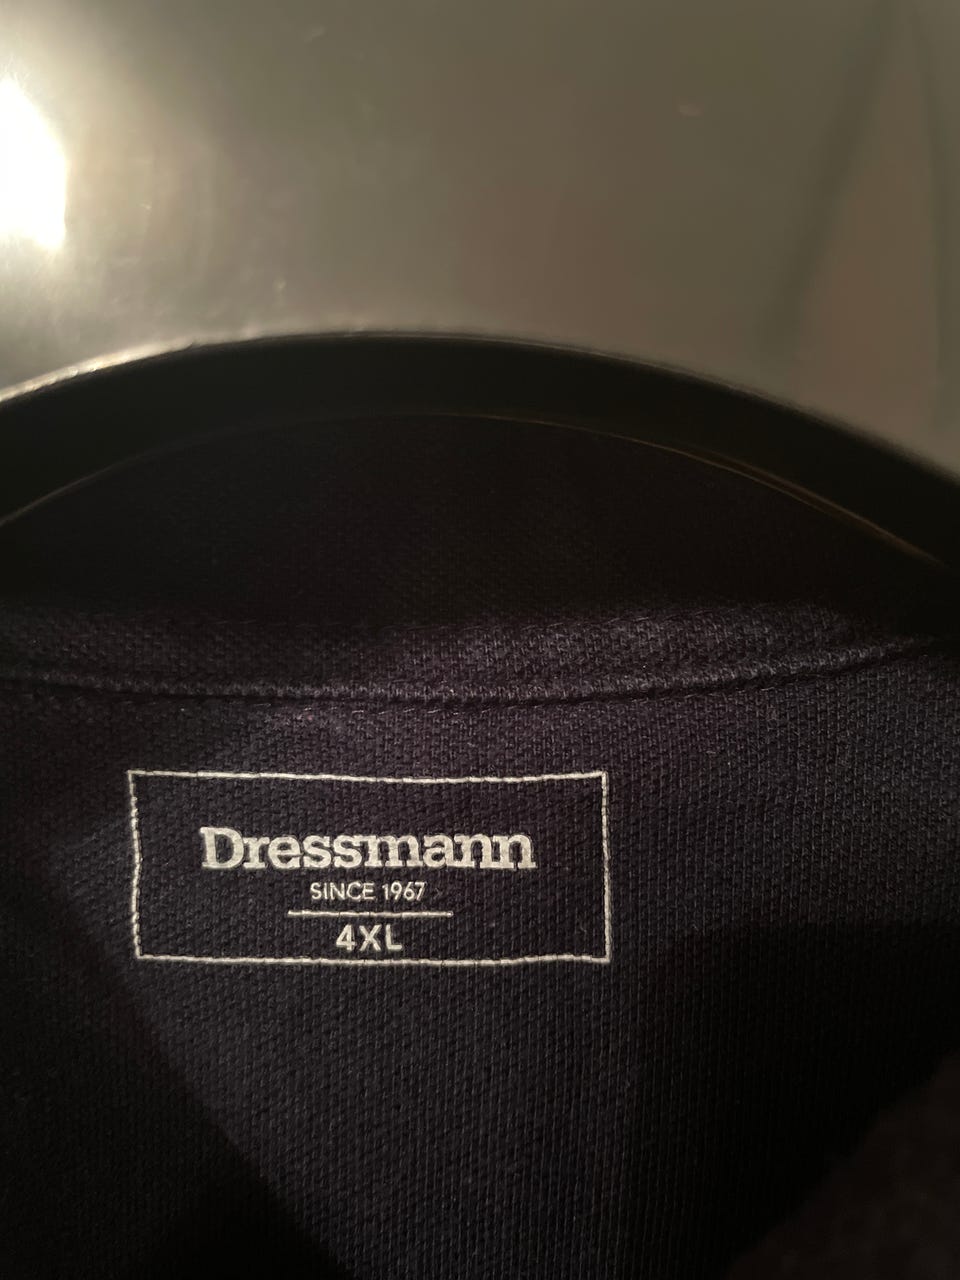 Dressmann
SINCE 1967
4XL